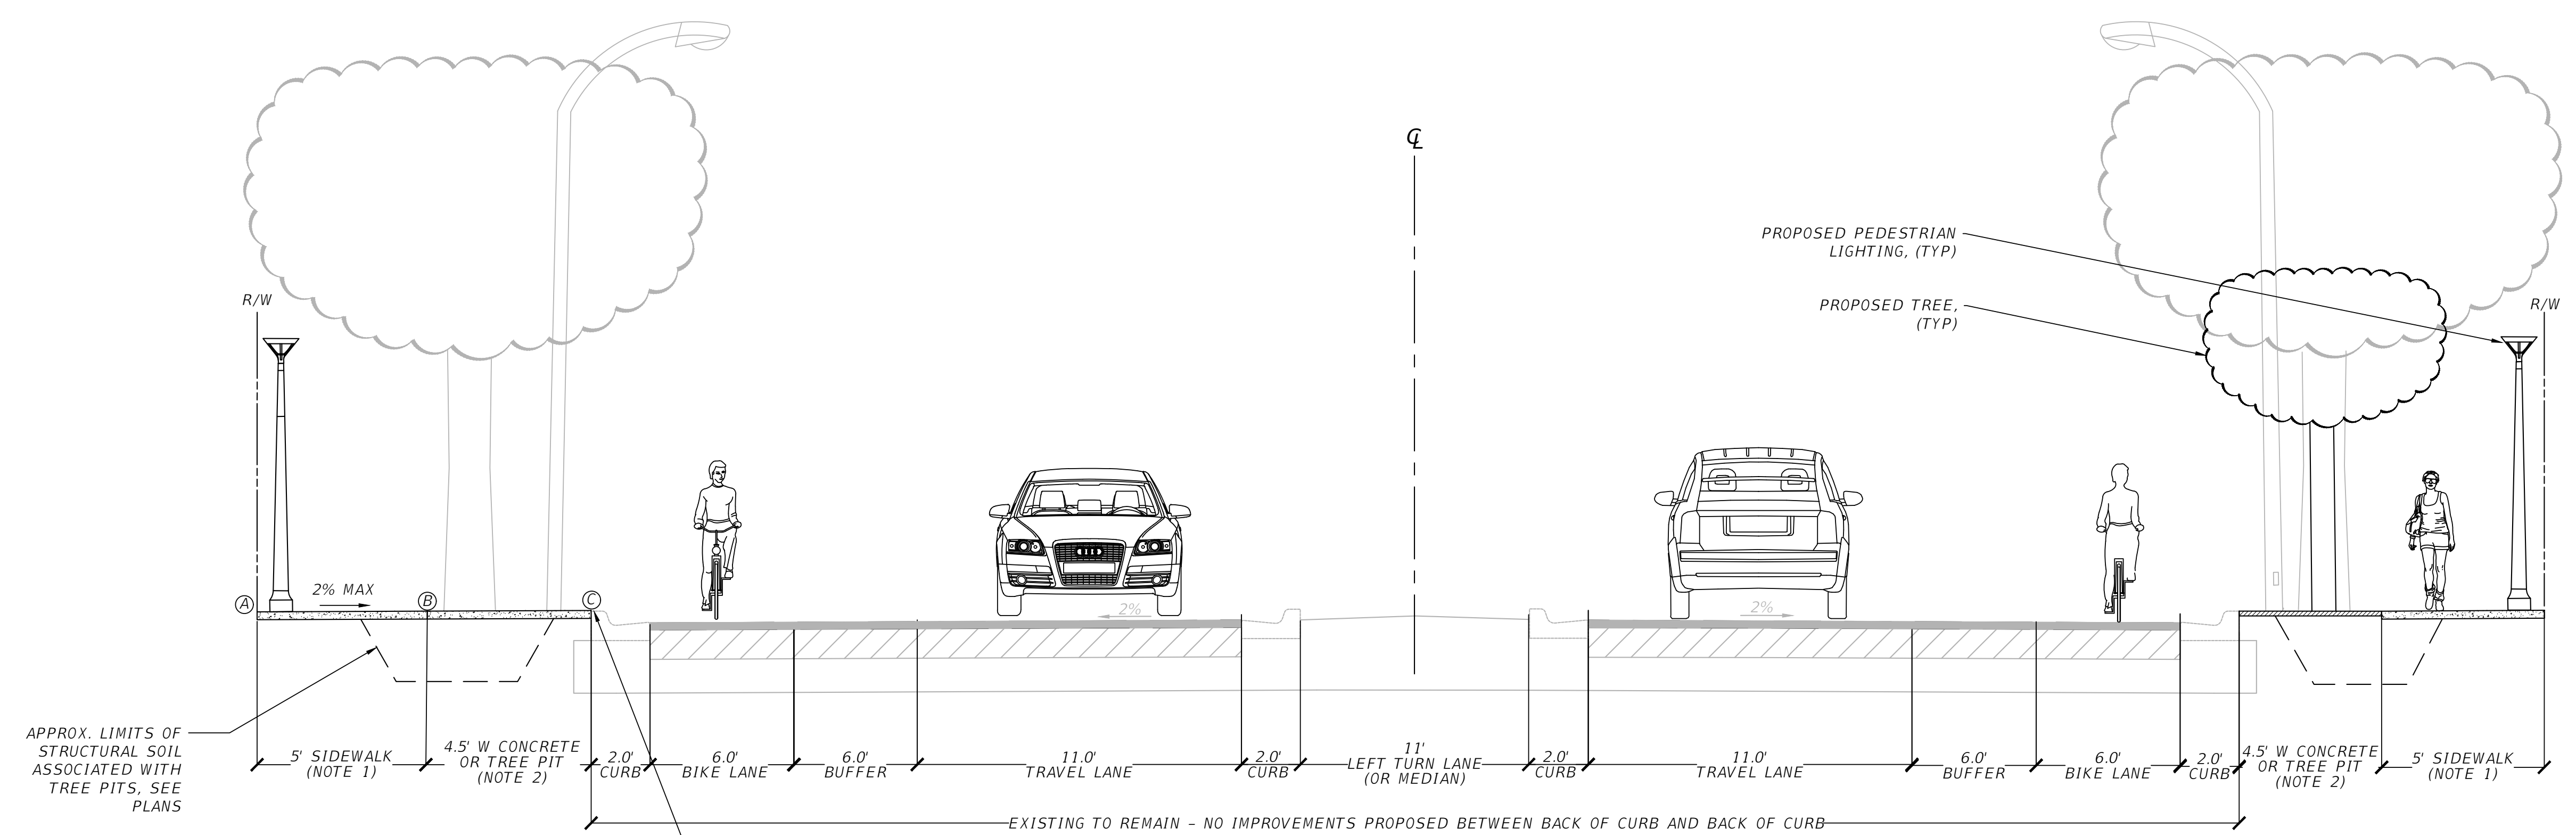 ℄
PROPOSED PEDESTRIAN
LIGHTING, (TYP)
R/W
PROPOSED TREE,
(TYP)
R/W
2% MAX
A
B
C
2%
2%
APPROX. LIMITS OF
STRUCTURAL SOIL
ASSOCIATED WITH
TREE PITS, SEE
PLANS
5' SIDEWALK
(NOTE 1)
4.5' W CONCRETE
OR TREE PIT
(NOTE 2)
2.0'
CURB
6.0'
BIKE LANE
6.0'
BUFFER
11.0'
TRAVEL LANE
2.0'
CURB
11'
LEFT TURN LANE
(OR MEDIAN)
2.0'
CURB
11.0'
TRAVEL LANE
6.0'
BUFFER
6.0'
BIKE LANE
2.0'
CURB
4.5' W CONCRETE
OR TREE PIT
(NOTE 2)
5' SIDEWALK
(NOTE 1)
EXISTING TO REMAIN - NO IMPROVEMENTS PROPOSED BETWEEN BACK OF CURB AND BACK OF CURB